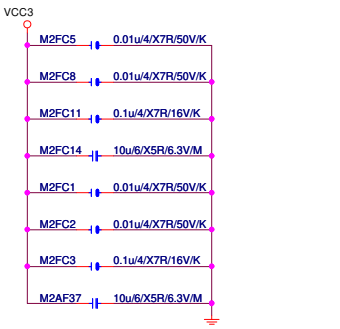 VCC3
M2FC5 0.01u/4/X7R/50V/K
M2FC8 0.01u/4/X7R/50V/K
M2FC11 0.1u/4/X7R/16V/K
M2FC14 10u/6/X5R/6.3V/M
M2FC1 0.01u/4/X7R/50V/K
M2FC2 0.01u/4/X7R/50V/K
M2FC3 0.1u/4/X7R/16V/K
M2AF37 10u/6/X5R/6.3V/M